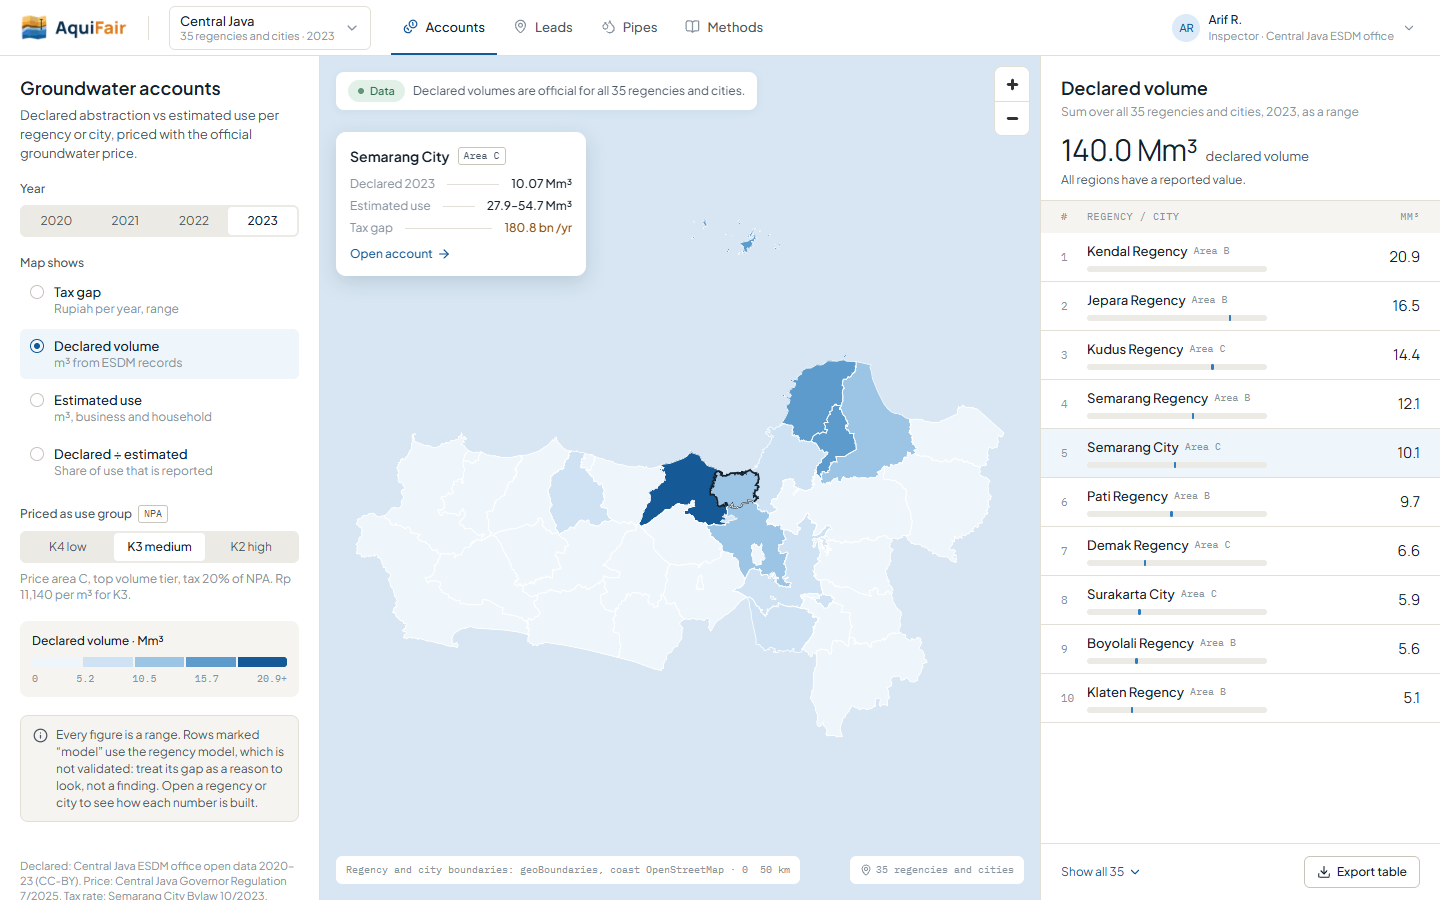 AquiFair
Central Java
35 regencies and cities · 2023
Accounts
Leads
Pipes
Methods
AR
Arif R.
Inspector · Central Java ESDM office
Groundwater accounts
Declared abstraction vs estimated use per
regency or city, priced with the official
groundwater price.
Year
2020 2021 2022 2023
Map shows
Tax gap
Rupiah per year, range
Declared volume
m³ from ESDM records
Estimated use
m³, business and household
Declared ÷ estimated
Share of use that is reported
Priced as use group NPA
K4 low K3 medium K2 high
Price area C, top volume tier, tax 20% of NPA. Rp
11,140 per m³ for K3.
Declared volume · Mm³
0 5.2 10.5 15.7 20.9+
Every figure is a range. Rows marked
"model" use the regency model, which is
not validated: treat its gap as a reason to
look, not a finding. Open a regency or
city to see how each number is built.
Declared: Central Java ESDM office open data 2020–
23 (CC-BY). Price: Central Java Governor Regulation
7/2025. Tax rate: Semarang City Bylaw 10/2023.
Data Declared volumes are official for all 35 regencies and cities.
Semarang City Area C
Declared 2023 10.07 Mm³
Estimated use 27.9–54.7 Mm³
Tax gap 180.8 bn /yr
Open account →
+
−
Regency and city boundaries: geoBoundaries, coast OpenStreetMap · 0 50 km
35 regencies and cities
Declared volume
Sum over all 35 regencies and cities, 2023, as a range
140.0 Mm³ declared volume
All regions have a reported value.
# REGENCY / CITY MM³
1 Kendal Regency Area B 20.9
2 Jepara Regency Area B 16.5
3 Kudus Regency Area C 14.4
4 Semarang Regency Area B 12.1
5 Semarang City Area C 10.1
6 Pati Regency Area B 9.7
7 Demak Regency Area C 6.6
8 Surakarta City Area C 5.9
9 Boyolali Regency Area B 5.6
10 Klaten Regency Area B 5.1
Show all 35
Export table